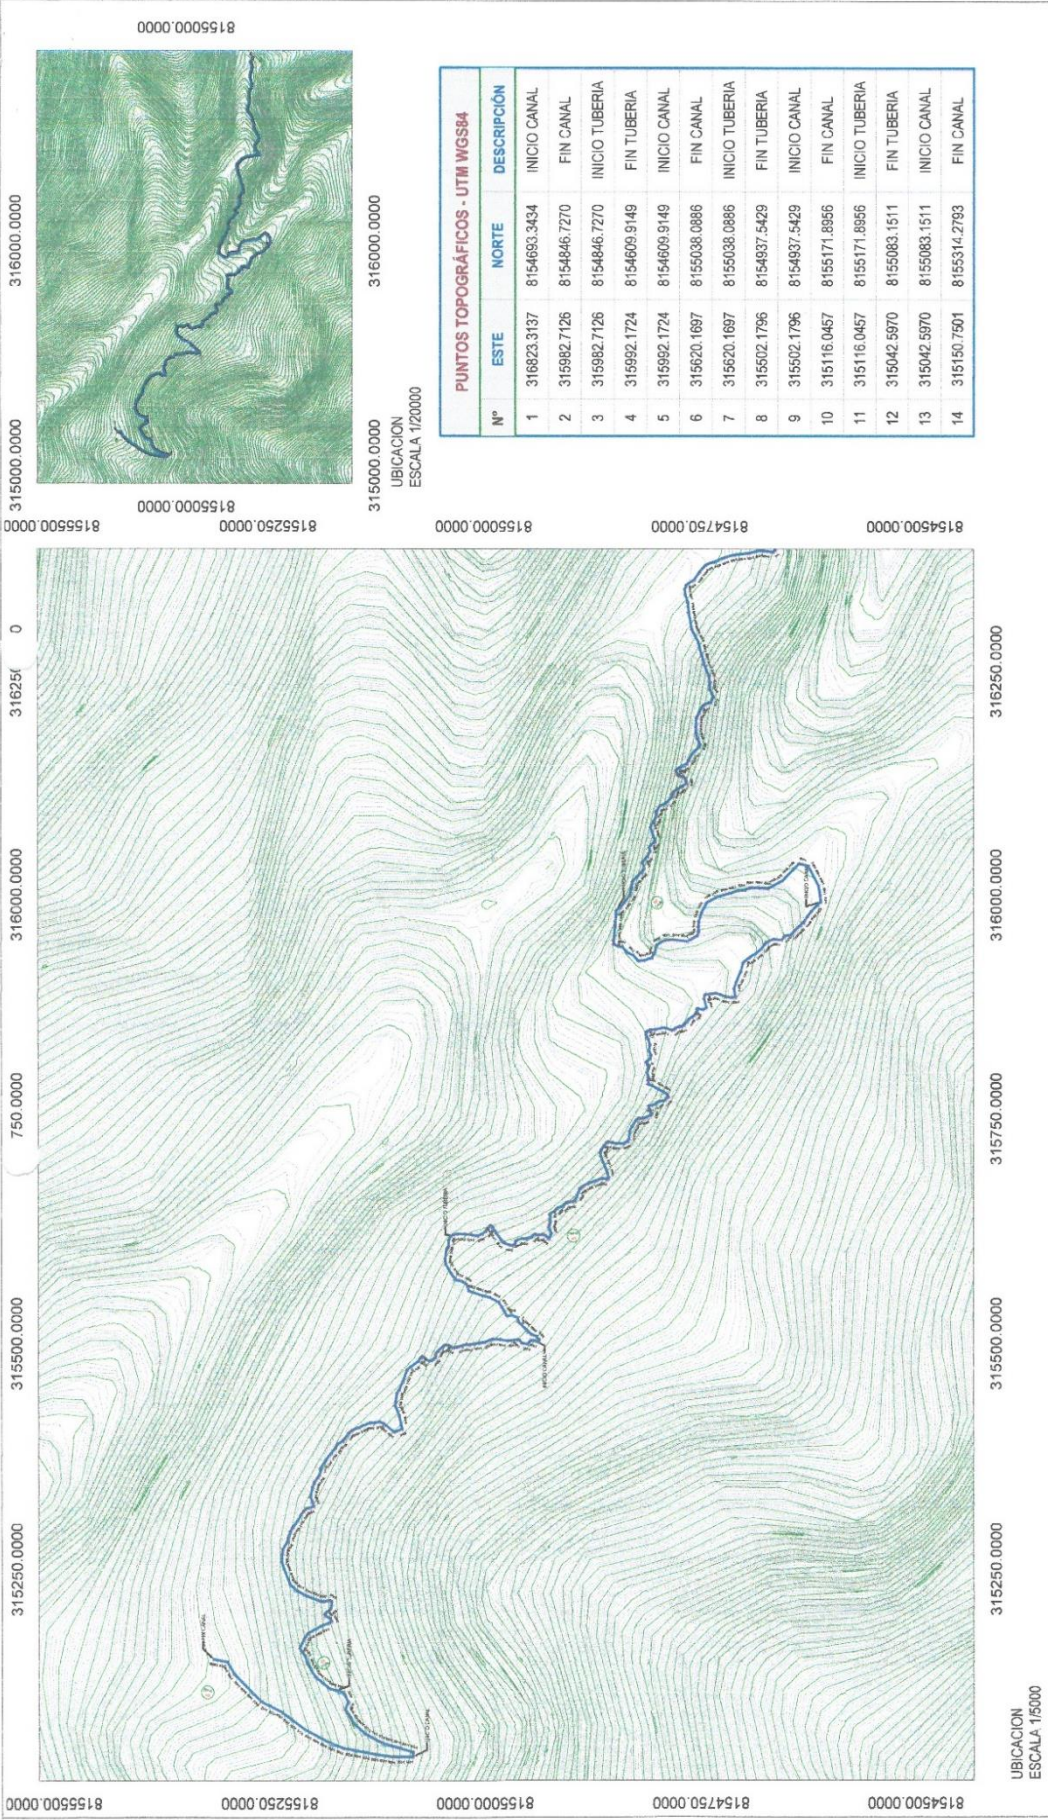 315250.0000 315500.0000 750.0000 316000.0000 31625 0
8155500.0000 8155500.0000
8155250.0000 8155250.0000
8155000.0000 8155000.0000
8154750.0000 8154750.0000
8154500.0000 8154500.0000
315250.0000 315500.0000 315750.0000 316000.0000 316250.0000
UBICACION
ESCALA 1/5000
316000.0000
8155000.0000 8155000.0000
315000.0000 316000.0000
UBICACION
ESCALA 1/20000
PUNTOS TOPOGRÁFICOS - UTM WGS84
N° ESTE NORTE DESCRIPCIÓN
1 316823.3137 8154693.3434 INICIO CANAL
2 315982.7126 8154846.7270 FIN CANAL
3 315982.7126 8154846.7270 INICIO TUBERIA
4 315992.1724 8154609.9149 FIN TUBERIA
5 315992.1724 8154609.9149 INICIO CANAL
6 315620.1697 8155038.0886 FIN CANAL
7 315620.1697 8155038.0886 INICIO TUBERIA
8 315502.1796 8154937.5429 FIN TUBERIA
9 315502.1796 8154937.5429 INICIO CANAL
10 315116.0457 8155171.8956 FIN CANAL
11 315116.0457 8155171.8956 INICIO TUBERIA
12 315042.5970 8155083.1511 FIN TUBERIA
13 315042.5970 8155083.1511 INICIO CANAL
14 315150.7501 8155314.2793 FIN CANAL